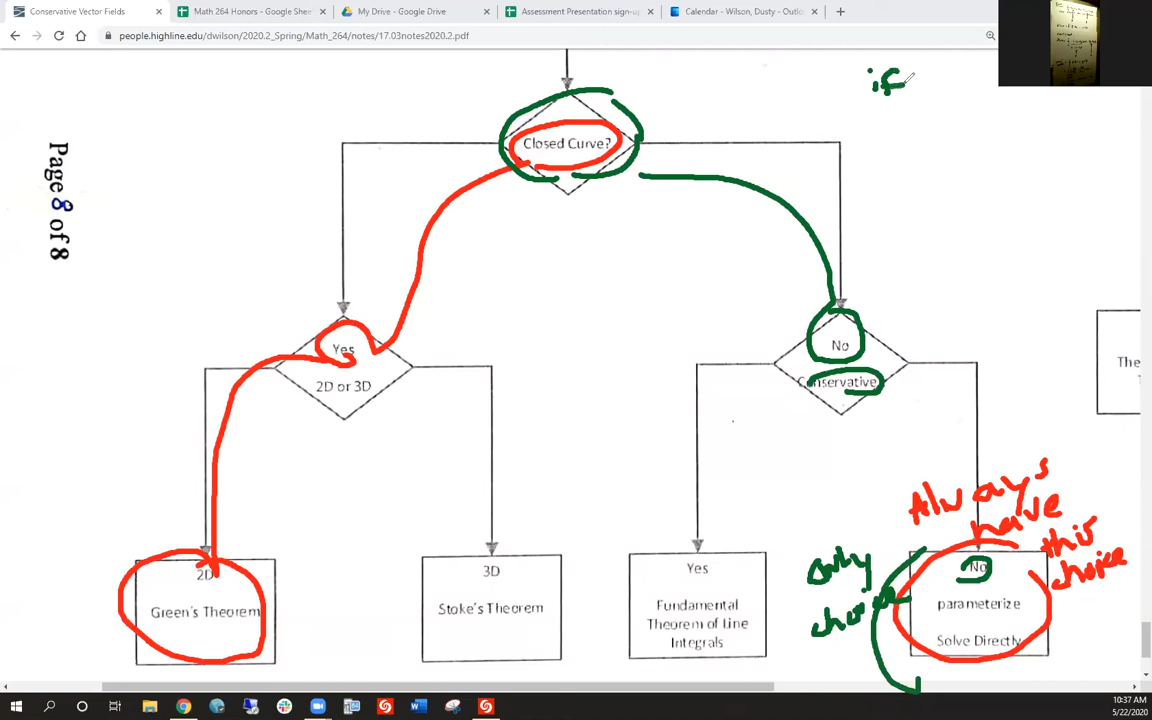 Conservative Vector Fields
Math 264 Honors - Google Shee
My Drive - Google Drive
Assessment Presentation sign-u
Calendar - Wilson, Dusty - Outlo
people.highline.edu/dwilson/2020.2_Spring/Math_264/notes/17.03notes2020.2.pdf
if
Closed Curve?
Page 8 of 8
Yes
2D or 3D
No
Conservative
The
Always
have
this
choice
Only
choice
2D
Green's Theorem
3D
Stoke's Theorem
Yes
Fundamental
Theorem of Line
Integrals
No
parameterize
Solve Directly
10:37 AM
5/22/2020